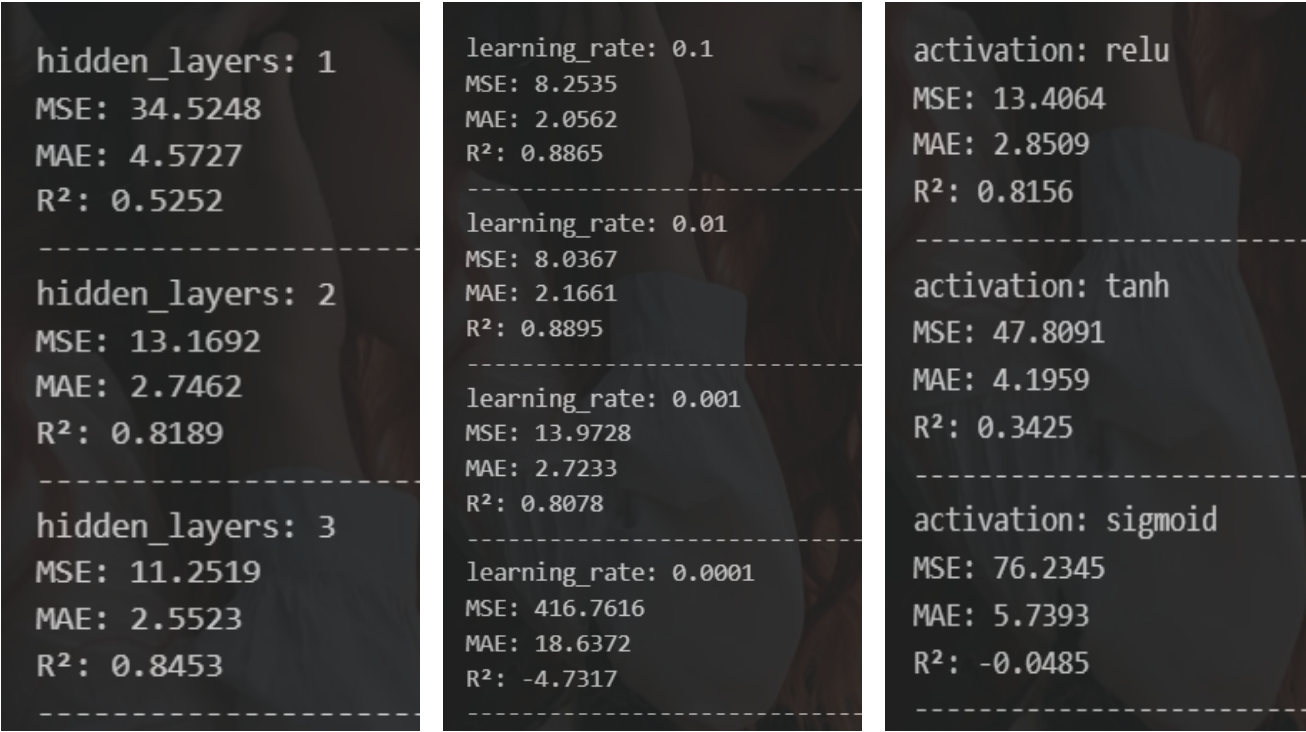 hidden_layers: 1
MSE: 34.5248
MAE: 4.5727
R²: 0.5252
--------------------------------
hidden_layers: 2
MSE: 13.1692
MAE: 2.7462
R²: 0.8189
--------------------------------
hidden_layers: 3
MSE: 11.2519
MAE: 2.5523
R²: 0.8453
--------------------------------
learning_rate: 0.1
MSE: 8.2535
MAE: 2.0562
R²: 0.8865
--------------------------------
learning_rate: 0.01
MSE: 8.0367
MAE: 2.1661
R²: 0.8895
--------------------------------
learning_rate: 0.001
MSE: 13.9728
MAE: 2.7233
R²: 0.8078
--------------------------------
learning_rate: 0.0001
MSE: 416.7616
MAE: 18.6372
R²: -4.7317
--------------------------------
activation: relu
MSE: 13.4064
MAE: 2.8509
R²: 0.8156
--------------------------------
activation: tanh
MSE: 47.8091
MAE: 4.1959
R²: 0.3425
--------------------------------
activation: sigmoid
MSE: 76.2345
MAE: 5.7393
R²: -0.0485
--------------------------------